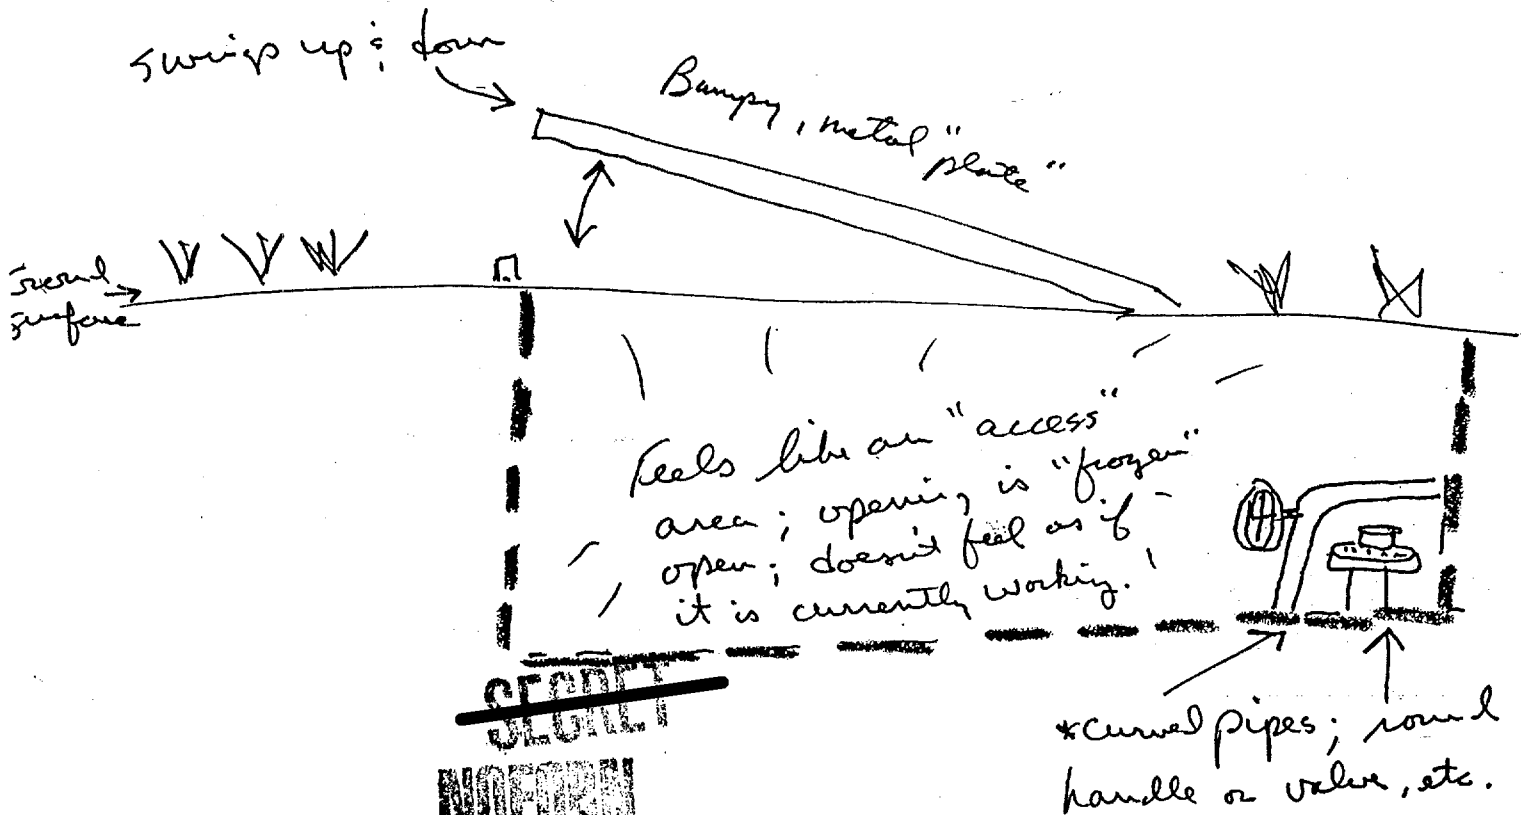 swings up & down
Bumpy, metal "plate"
Ground
surface
Feels like an "access"
area; opening is "frozen"
open; doesn't feel as if
it is currently working.
SECRET
NOFORN
*curved pipes; round
handle or valve, etc.